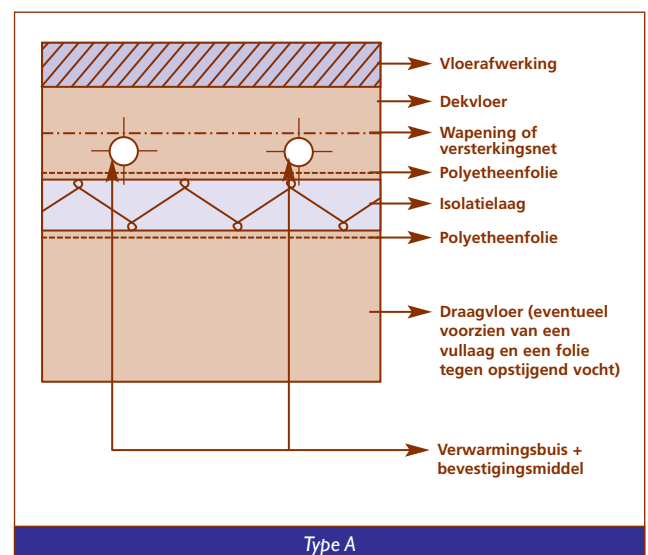 Vloerafwerking
Dekvloer
Wapening of
versterkingsnet
Polyetheenfolie
Isolatielaag
Polyetheenfolie
Draagvloer (eventueel
voorzien van een
vullaag en een folie
tegen opstijgend vocht)
Verwarmingsbuis +
bevestigingsmiddel
Type A